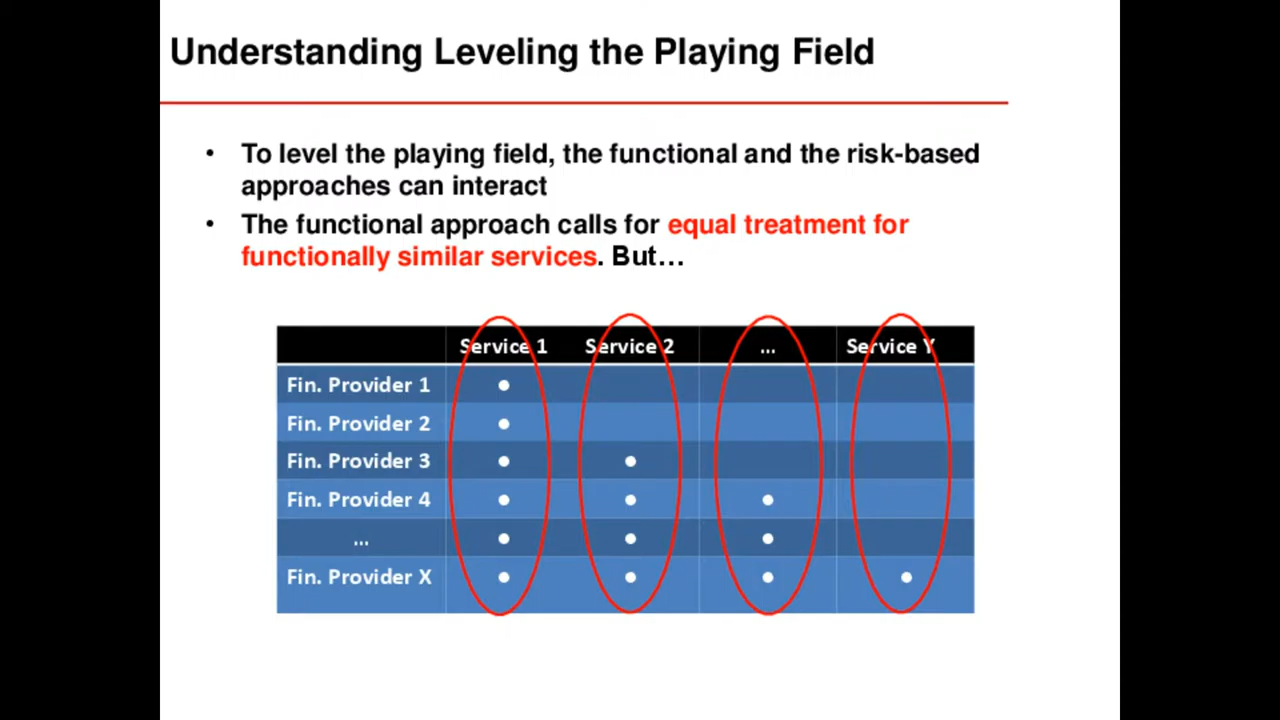 Understanding Leveling the Playing Field
• To level the playing field, the functional and the risk-based
approaches can interact
• The functional approach calls for equal treatment for
functionally similar services. But…
Service 1 Service 2 ... Service Y
Fin. Provider 1 •
Fin. Provider 2 •
Fin. Provider 3 • •
Fin. Provider 4 • • •
... • • •
Fin. Provider X • • • •